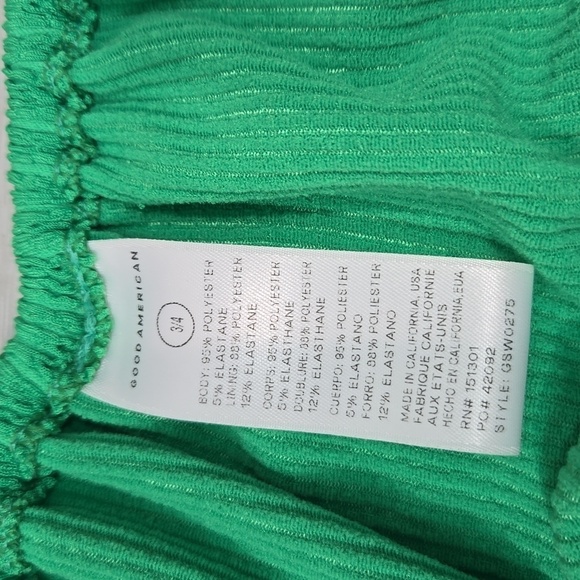 GOOD AMERICAN
3/4
BODY: 95% POLYESTER
5% ELASTANE
LINING: 88% POLYESTER
12% ELASTANE
CORPS: 95% POLYESTER
5% ELASTHANE
DOUBLURE: 88% POLYESTER
12% ELASTHANE
CUERPO: 95% POLIESTER
5% ELASTANO
FORRO: 88% POLIESTER
12% ELASTANO
MADE IN CALIFORNIA, USA
FABRIQUE CALIFORNIE
AUX ETATS-UNIS
HECHO EN CALIFORNIA,EUA
RN# 151301
PO# 42092
STYLE: GSW0275